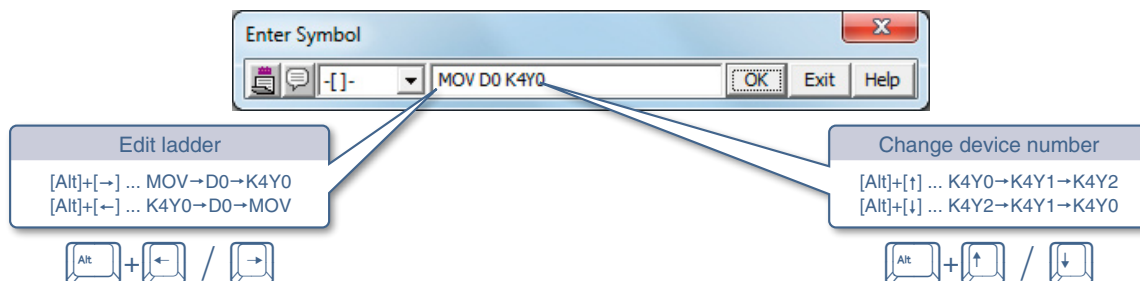 Enter Symbol
-[ ]- MOV D0 K4Y0 OK Exit Help
Edit ladder
[Alt]+[→] ... MOV→D0→K4Y0
[Alt]+[←] ... K4Y0→D0→MOV
Alt + ← / →
Change device number
[Alt]+[↑] ... K4Y0→K4Y1→K4Y2
[Alt]+[↓] ... K4Y2→K4Y1→K4Y0
Alt + ↑ / ↓